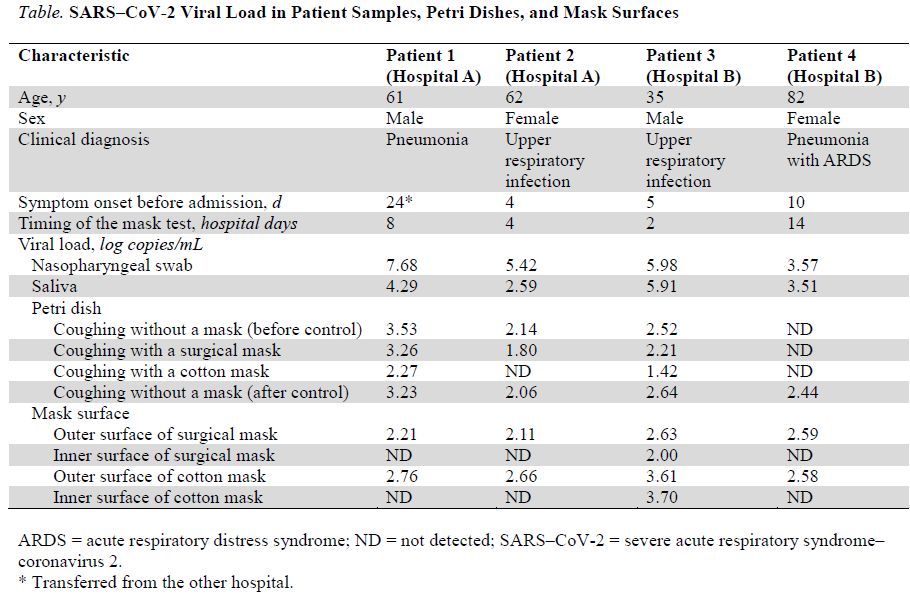 Table. SARS–CoV-2 Viral Load in Patient Samples, Petri Dishes, and Mask Surfaces
Characteristic Patient 1 (Hospital A) Patient 2 (Hospital A) Patient 3 (Hospital B) Patient 4 (Hospital B)
Age, y 61 62 35 82
Sex Male Female Male Female
Clinical diagnosis Pneumonia Upper respiratory infection Upper respiratory infection Pneumonia with ARDS
Symptom onset before admission, d 24* 4 5 10
Timing of the mask test, hospital days 8 4 2 14
Viral load, log copies/mL
Nasopharyngeal swab 7.68 5.42 5.98 3.57
Saliva 4.29 2.59 5.91 3.51
Petri dish
Coughing without a mask (before control) 3.53 2.14 2.52 ND
Coughing with a surgical mask 3.26 1.80 2.21 ND
Coughing with a cotton mask 2.27 ND 1.42 ND
Coughing without a mask (after control) 3.23 2.06 2.64 2.44
Mask surface
Outer surface of surgical mask 2.21 2.11 2.63 2.59
Inner surface of surgical mask ND ND 2.00 ND
Outer surface of cotton mask 2.76 2.66 3.61 2.58
Inner surface of cotton mask ND ND 3.70 ND
ARDS = acute respiratory distress syndrome; ND = not detected; SARS–CoV-2 = severe acute respiratory syndrome–
coronavirus 2.
* Transferred from the other hospital.